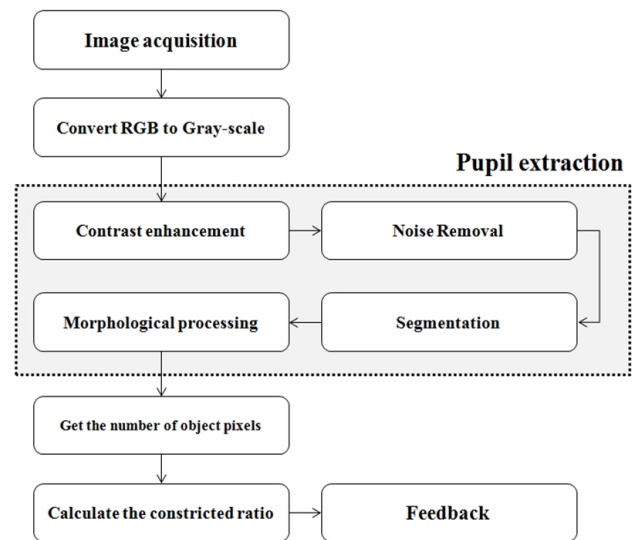 Image acquisition
Convert RGB to Gray-scale
Pupil extraction
Contrast enhancement
Noise Removal
Segmentation
Morphological processing
Get the number of object pixels
Calculate the constricted ratio
Feedback